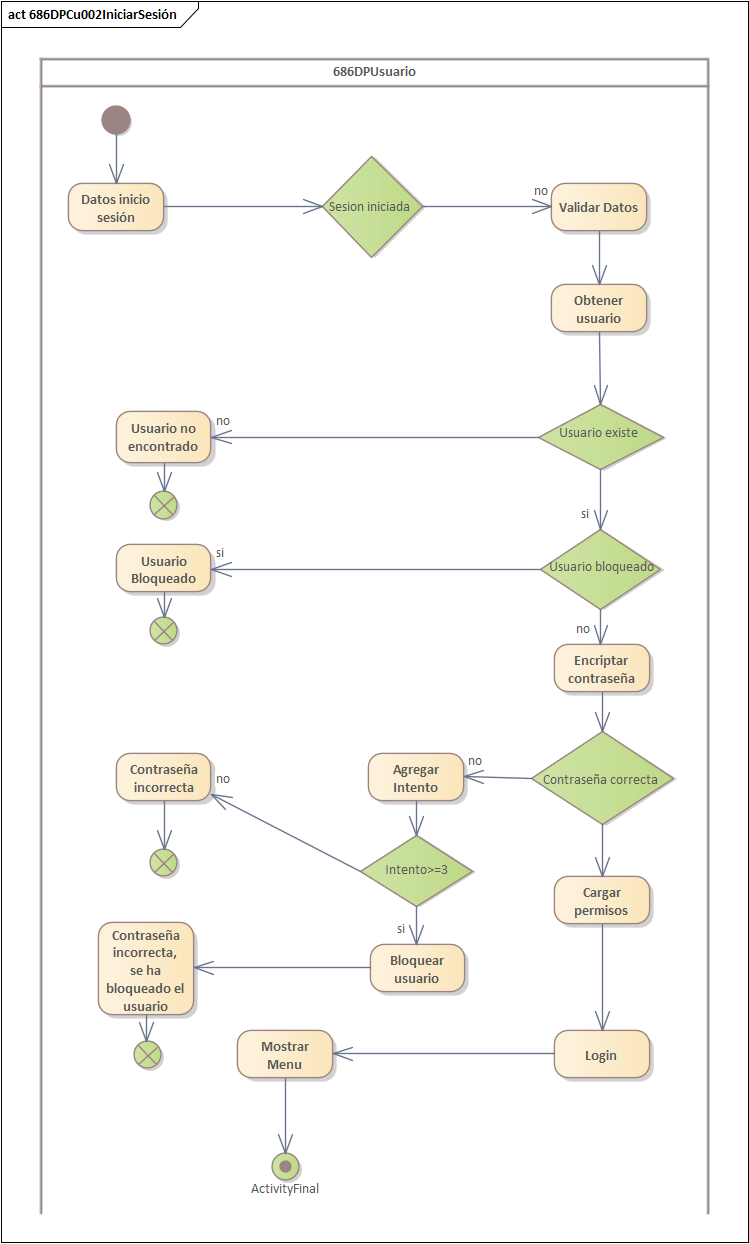 act 686DPCu002IniciarSesión
686DPUsuario
Datos inicio
sesión
Sesion iniciada
no
Validar Datos
Obtener
usuario
Usuario existe
no
Usuario no
encontrado
si
Usuario bloqueado
si
Usuario
Bloqueado
no
Encriptar
contraseña
Contraseña correcta
no
Agregar
Intento
Intento>=3
no
Contraseña
incorrecta
si
Bloquear
usuario
Contraseña
incorrecta,
se ha
bloqueado el
usuario
Cargar
permisos
Login
Mostrar
Menu
ActivityFinal